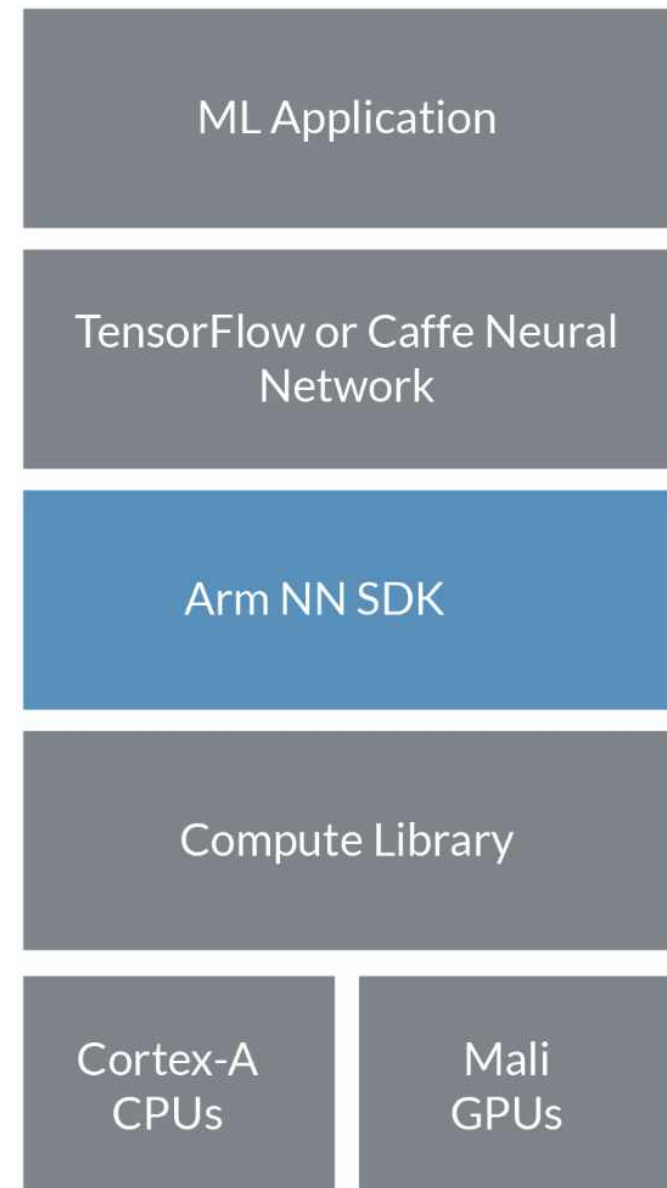 ML Application
TensorFlow or Caffe Neural
Network
Arm NN SDK
Compute Library
Cortex-A
CPUs
Mali
GPUs